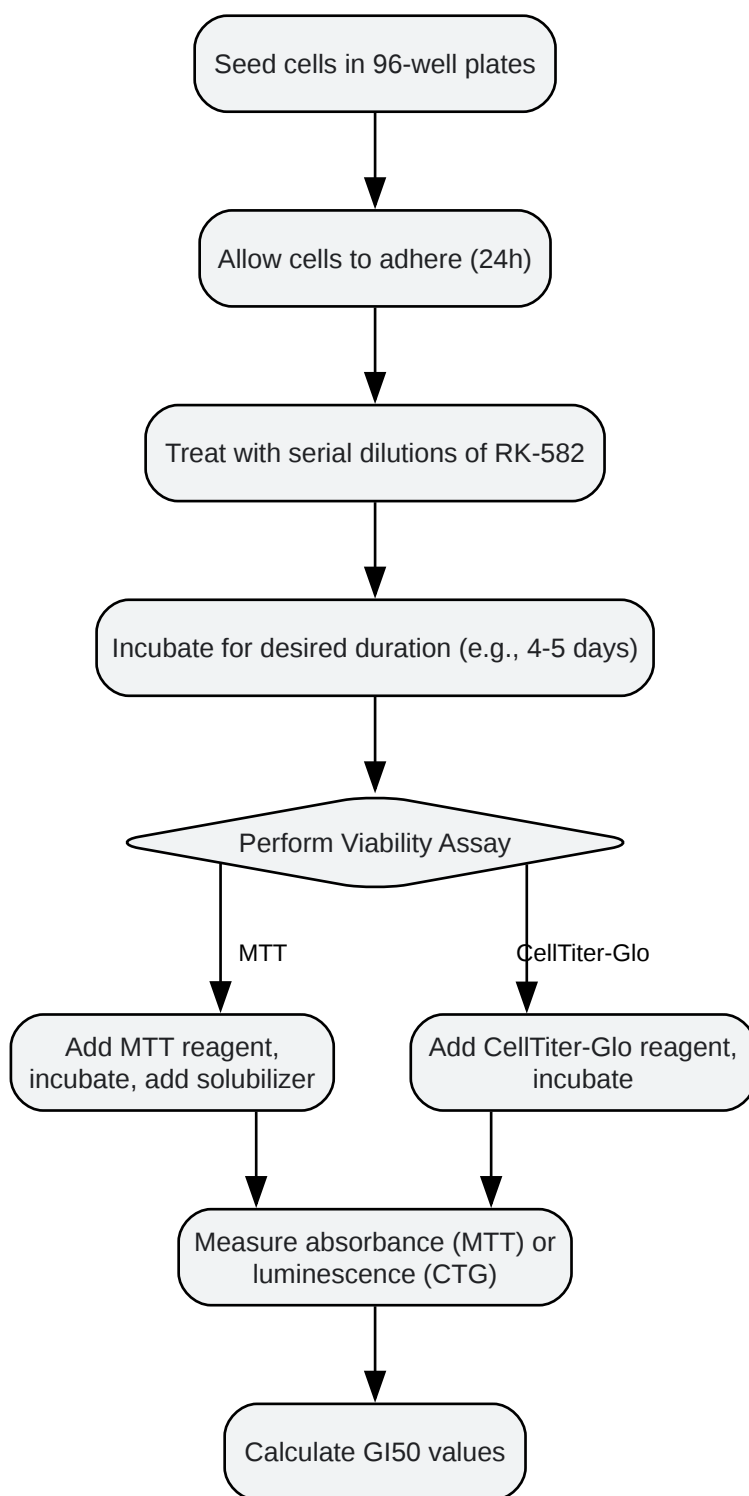 Seed cells in 96-well plates
Allow cells to adhere (24h)
Treat with serial dilutions of RK-582
Incubate for desired duration (e.g., 4-5 days)
Perform Viability Assay
MTT
CellTiter-Glo
Add MTT reagent,
incubate, add solubilizer
Add CellTiter-Glo reagent,
incubate
Measure absorbance (MTT) or
luminescence (CTG)
Calculate GI50 values